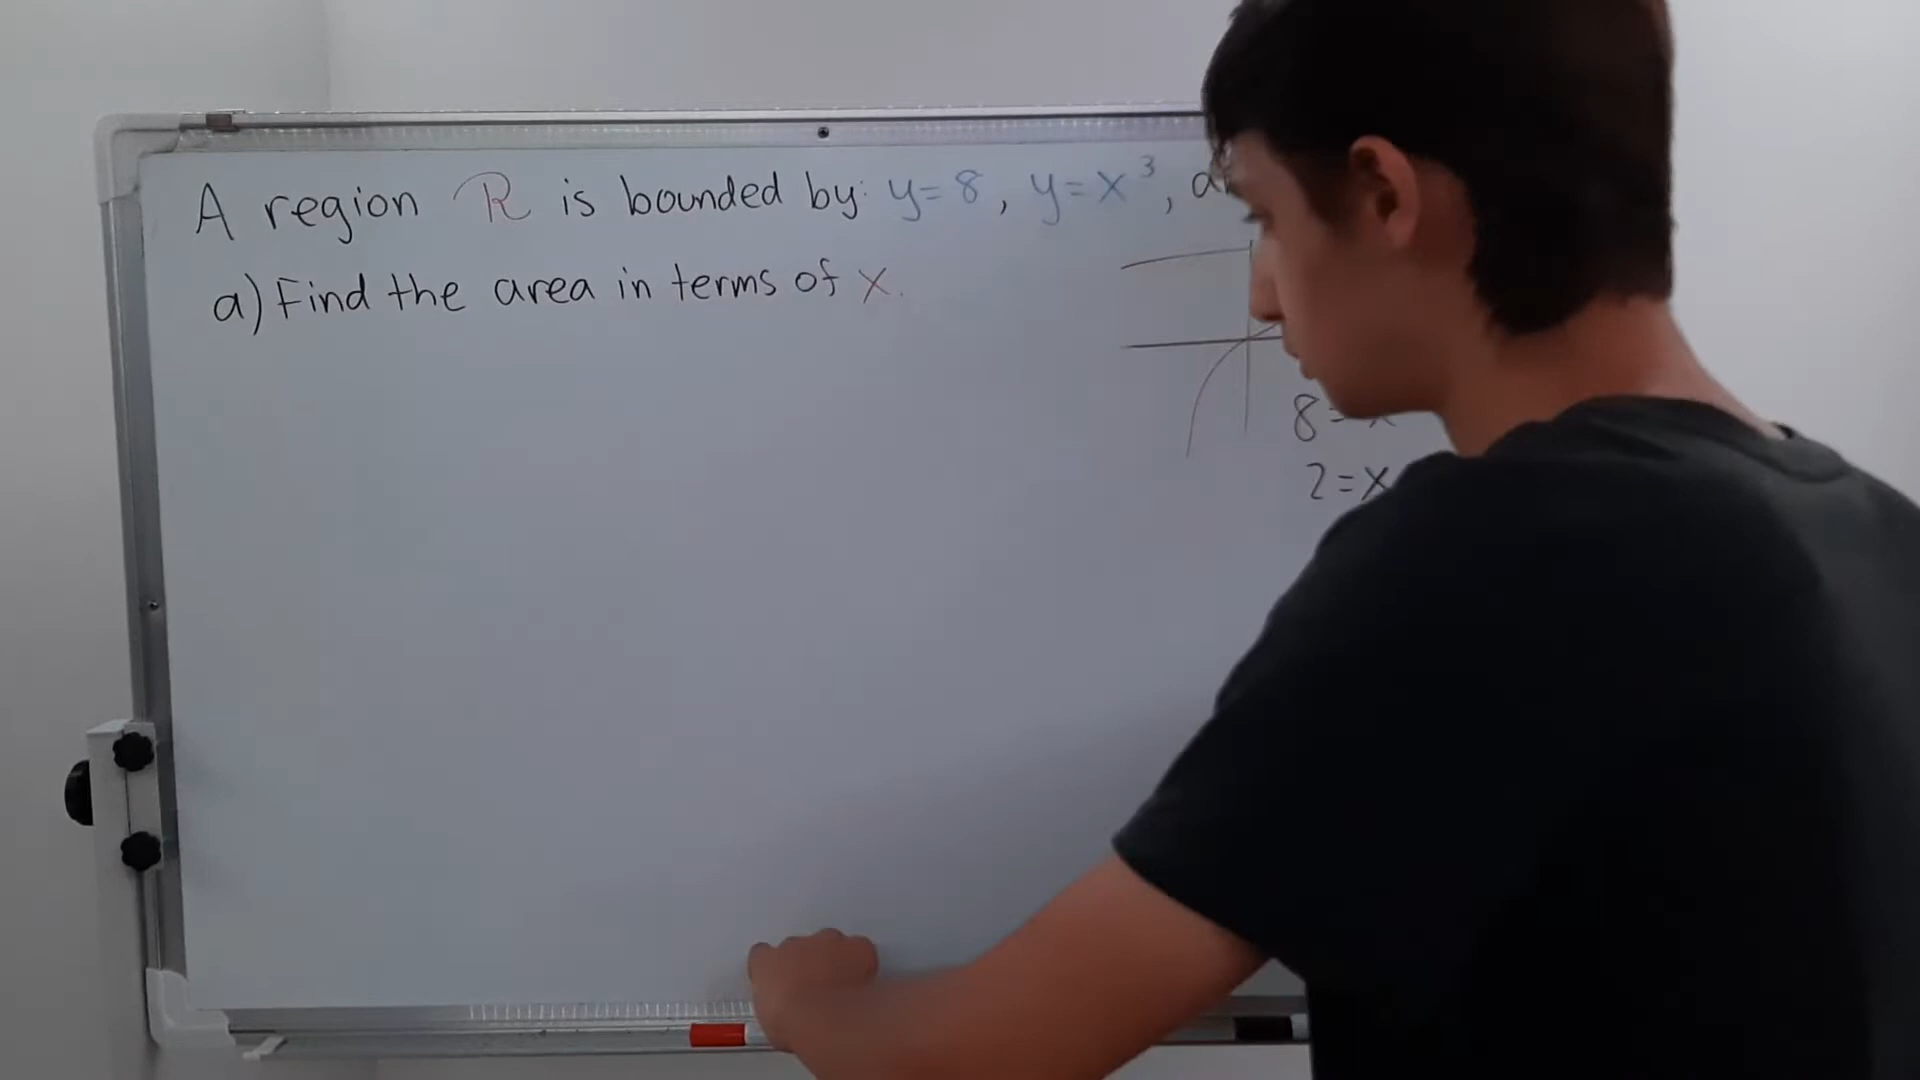 A region R is bounded by: y=8, y=x³,
a) Find the area in terms of x.
8=x
2=x